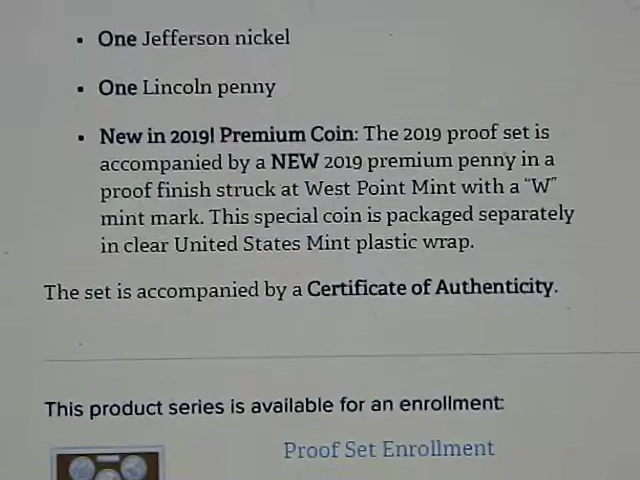 • One Jefferson nickel
• One Lincoln penny
• New in 2019! Premium Coin: The 2019 proof set is
accompanied by a NEW 2019 premium penny in a
proof finish struck at West Point Mint with a “W”
mint mark. This special coin is packaged separately
in clear United States Mint plastic wrap.
The set is accompanied by a Certificate of Authenticity.
This product series is available for an enrollment:
Proof Set Enrollment